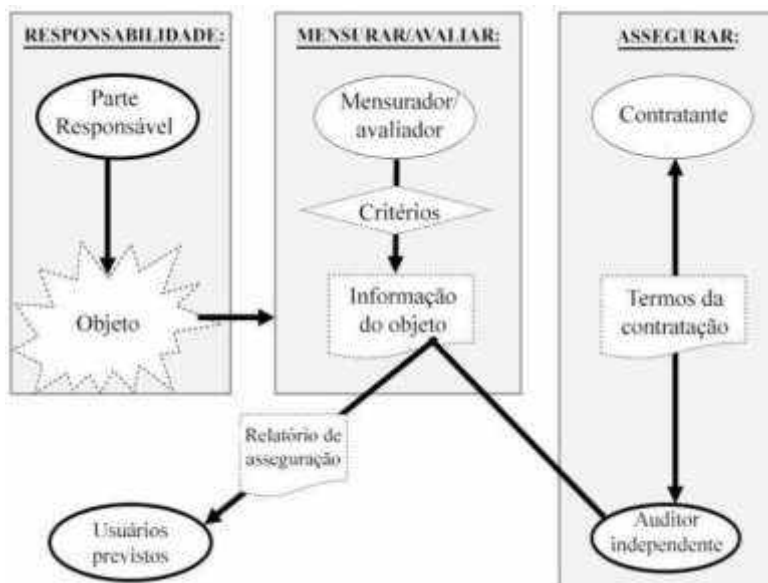 RESPONSABILIDADE:
Parte
Responsável
Objeto
MENSURAR/AVALIAR:
Mensurador/
avaliador
Critérios
Informação
do objeto
ASSEGURAR:
Contratante
Termos da
contratação
Relatório de
asseguração
Usuários
previstos
Auditor
independente